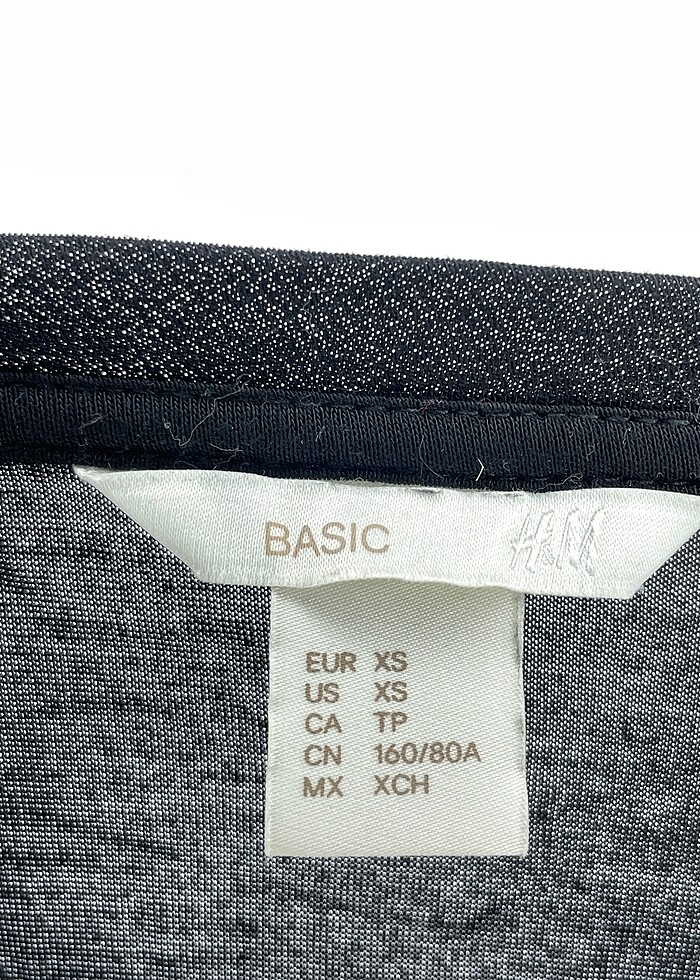 BASIC H&M
EUR XS
US XS
CA TP
CN 160/80A
MX XCH